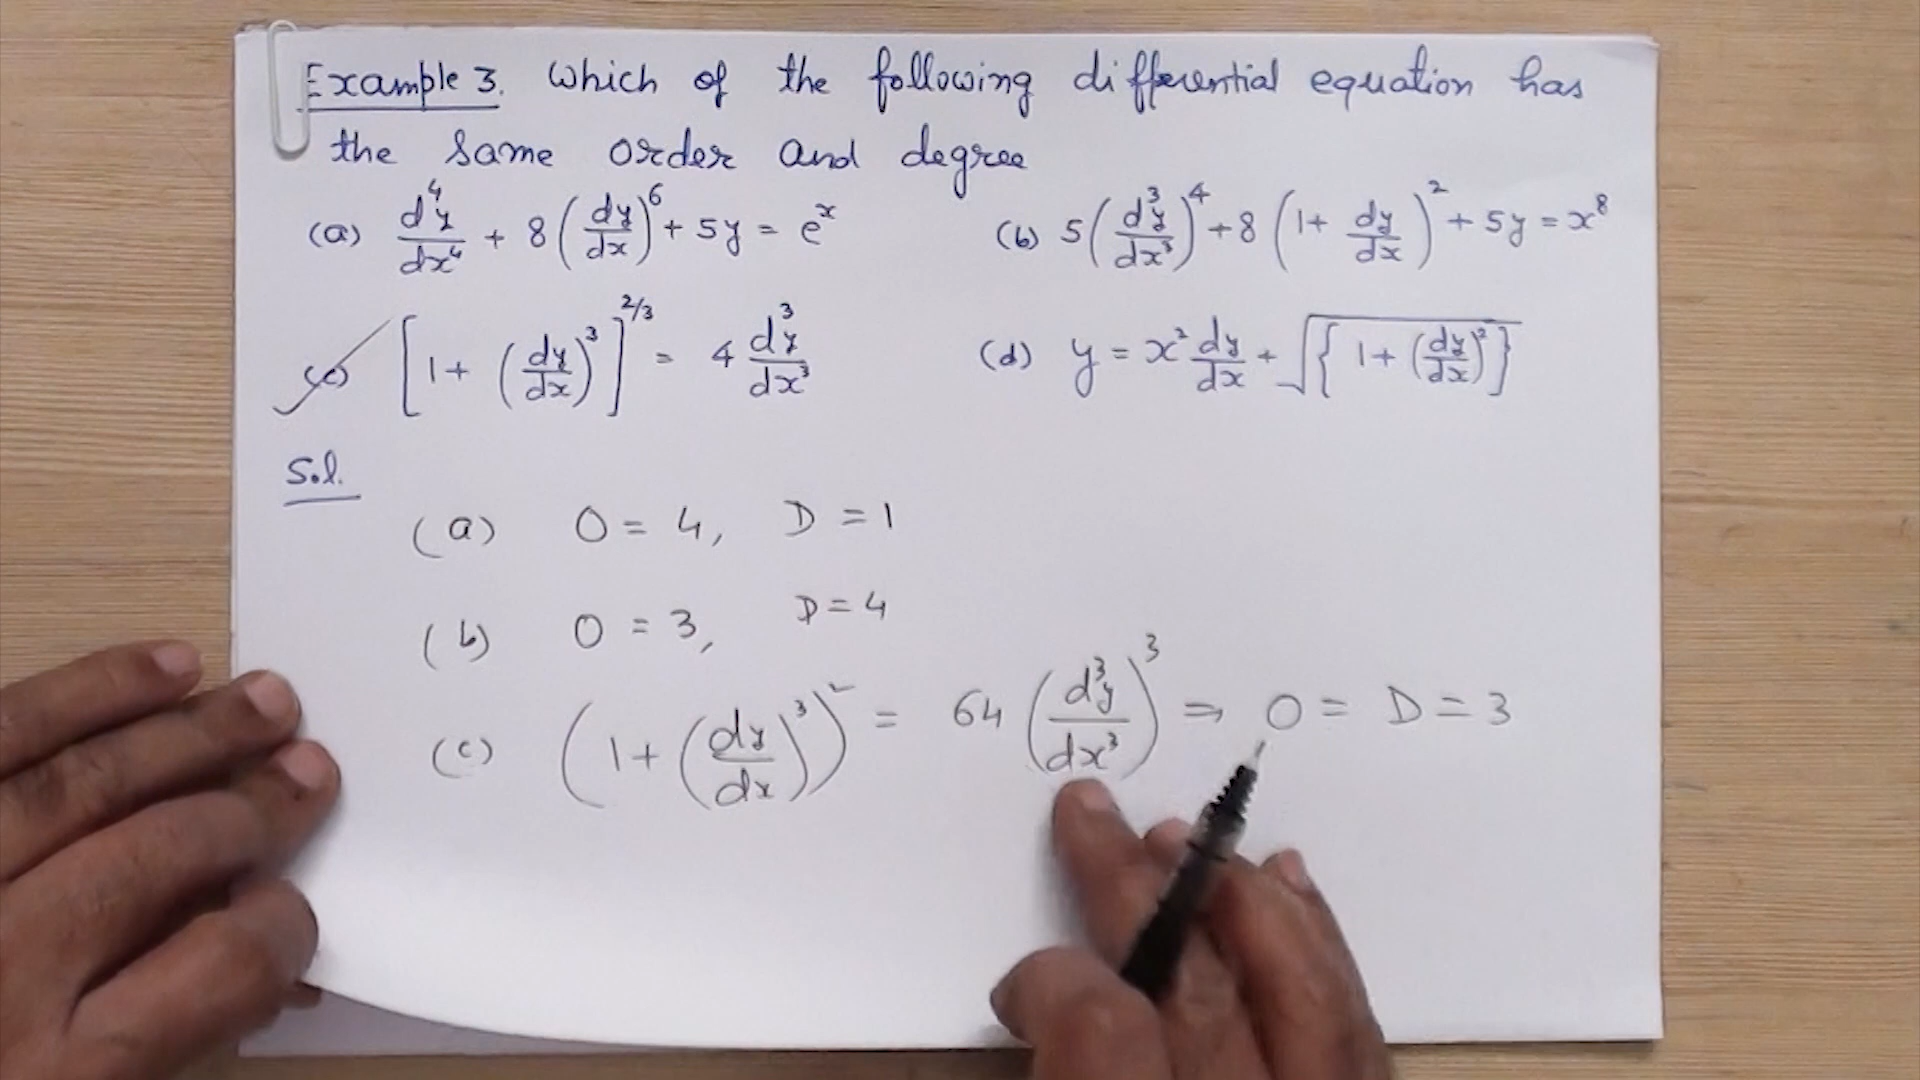 Example 3. Which of the following differential equation has
the same order and degree
(a) d⁴y/dx⁴ + 8(dy/dx)⁶ + 5y = eˣ (b) 5(d³y/dx³)⁴ + 8(1+ dy/dx)² + 5y = x⁸
(c) [1+ (dy/dx)³]^2/3 = 4 d³y/dx³ (d) y = x² dy/dx + √{1+(dy/dx)²}
Sol.
(a) O = 4, D = 1
(b) O = 3, D = 4
(c) (1+(dy/dx)³)² = 64 (d³y/dx³)³ ⇒ O = D = 3